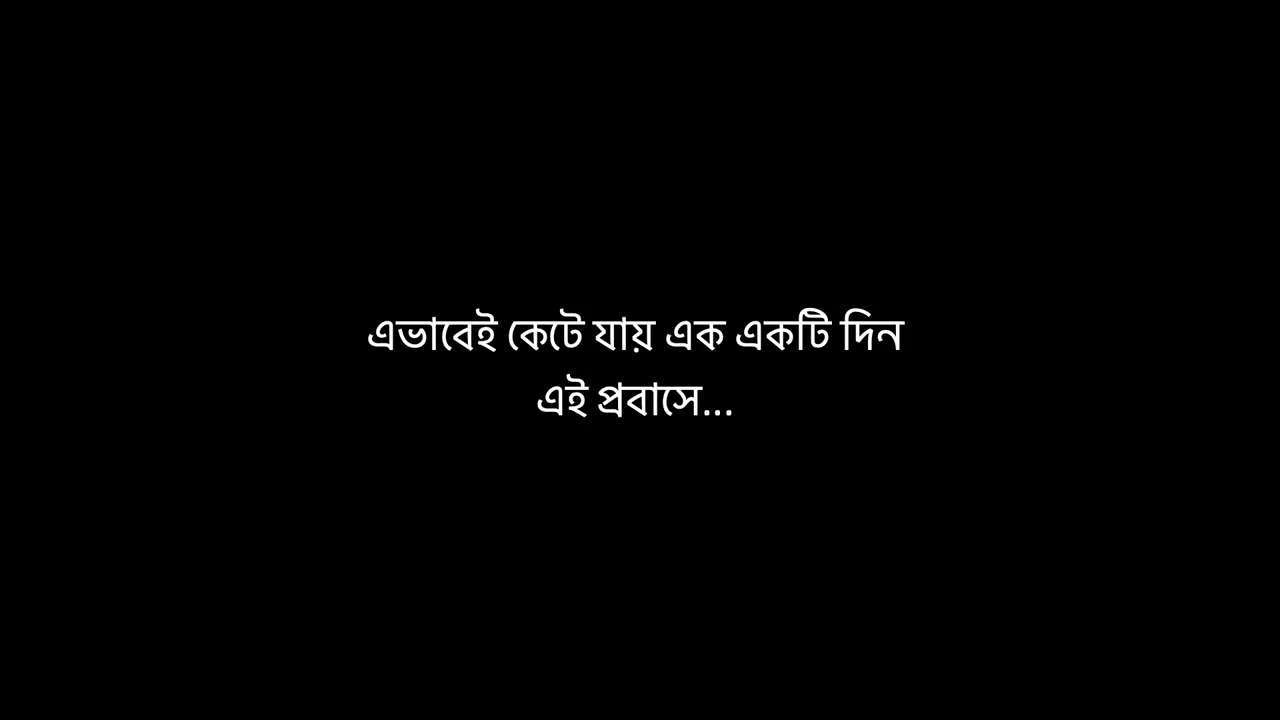 এভাবেই কেটে যায় এক একটি দিন
এই প্রবাসে...